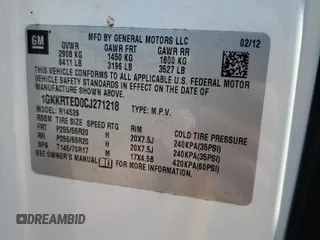 GM
MFD BY GENERAL MOTORS LLC
02/12
GVWR GAWR FRT GAWR RR
2908 KG 1450 KG 1600 KG
6411 LB 3196 LB 3527 LB
THIS VEHICLE CONFORMS TO ALL APPLICABLE U.S. FEDERAL MOTOR
VEHICLE SAFETY STANDARDS IN EFFECT ON THE DATE OF
MANUFACTURE SHOWN ABOVE.
1GKKRTED0CJ271218 TYPE: M.P.V.
R14526
TIRE SIZE SPEED RTG RIM COLD TIRE PRESSURE
FRT P255/55R20 H 20X7.5J 240KPA(35PSI)
RR P255/55R20 H 20X7.5J 240KPA(35PSI)
SPA T145/70R17 M 17X4.5B 420KPA(60PSI)
DREAMBID